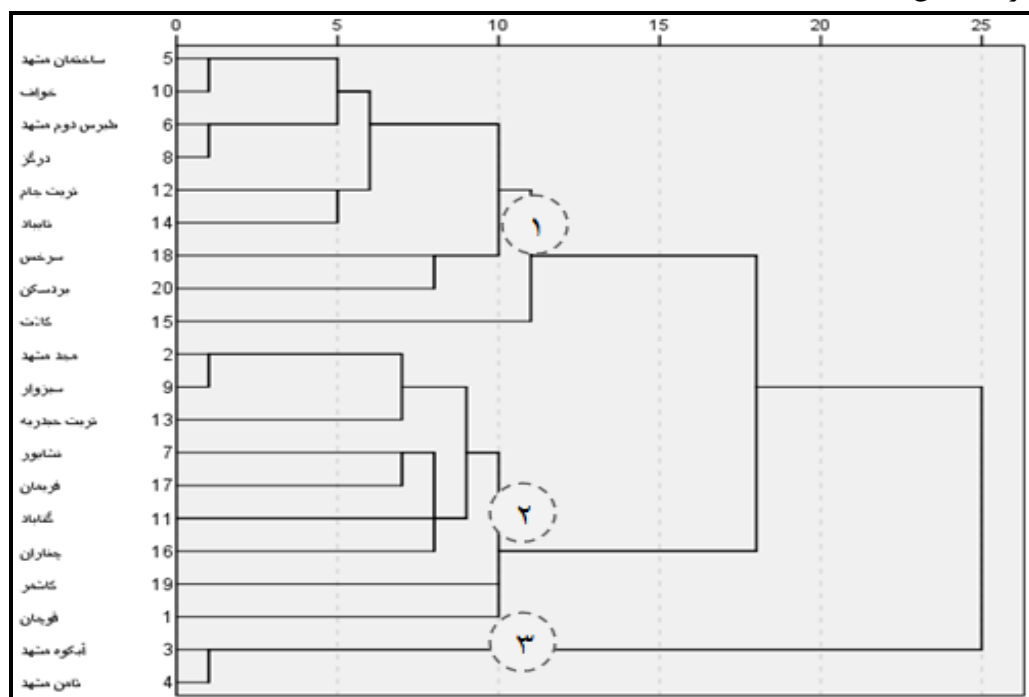 0 5 10 15 20 25
ساختمان مشهد 5
خواف 10
طبرس دوم مشهد 6
درگز 8
تربت جام 12
تایباد 14
سرخس 18
بردسکن 20
کلات 15
مجد مشهد 2
سبزوار 9
تربت حیدریه 13
نشابور 7
فریمان 17
گناباد 11
چناران 16
کاشمر 19
قوچان 1
آبکوه مشهد 3
ثامن مشهد 4
۱
۲
۳